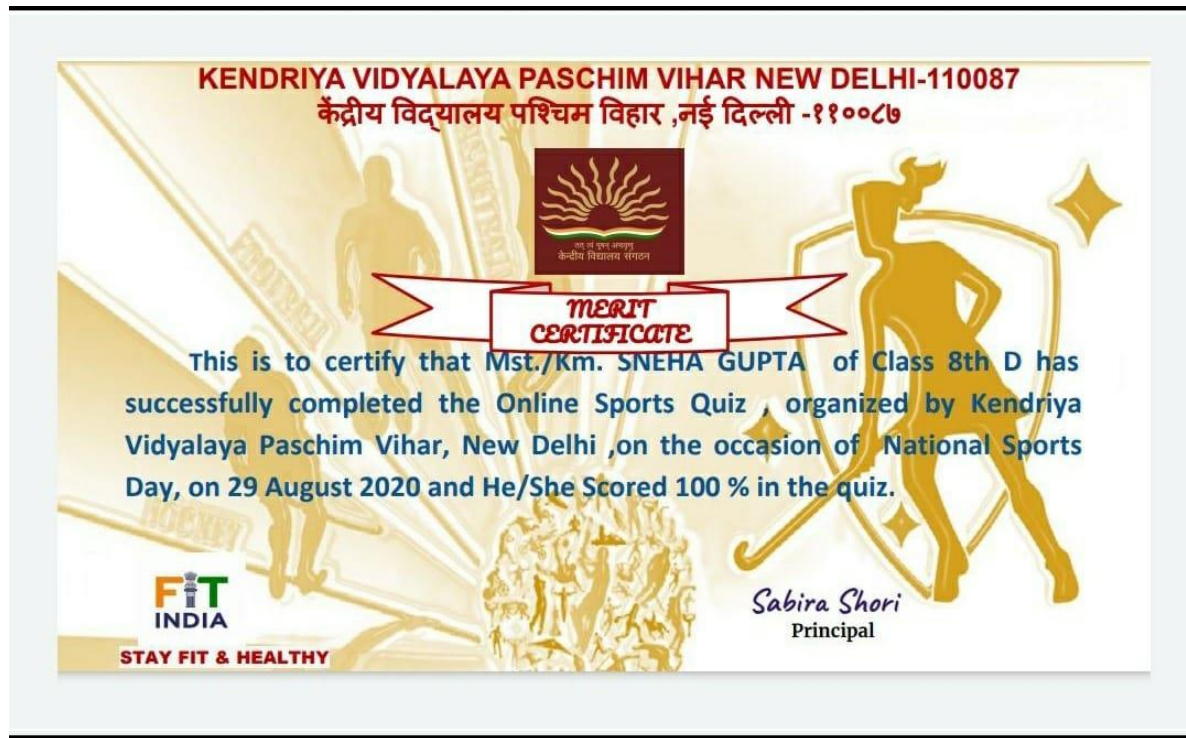 KENDRIYA VIDYALAYA PASCHIM VIHAR NEW DELHI-110087
केंद्रीय विद्यालय पश्चिम विहार ,नई दिल्ली -११००८७
तत् त्वं पूषन् अपावृणु
केन्द्रीय विद्यालय संगठन
MERIT
CERTIFICATE
This is to certify that Mst./Km. SNEHA GUPTA of Class 8th D has
successfully completed the Online Sports Quiz , organized by Kendriya
Vidyalaya Paschim Vihar, New Delhi ,on the occasion of National Sports
Day, on 29 August 2020 and He/She Scored 100 % in the quiz.
FIT
INDIA
STAY FIT & HEALTHY
Sabira Shori
Principal